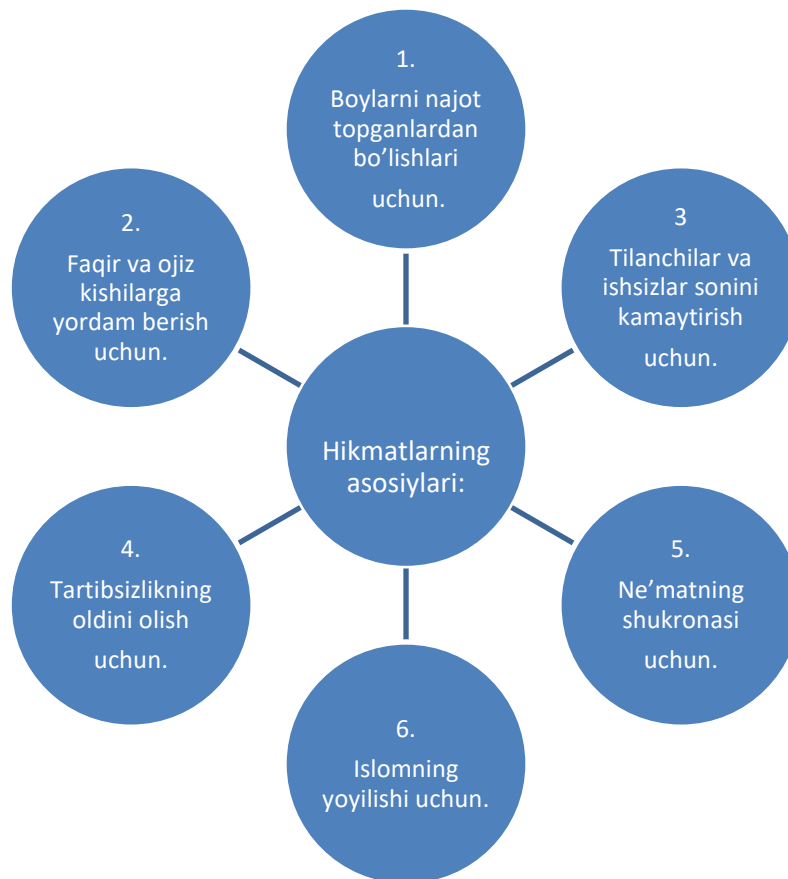 1.
Boylarni najot
topganlardan
bo’lishlari
uchun.
2.
Faqir va ojiz
kishilarga
yordam berish
uchun.
3
Tilanchilar va
ishsizlar sonini
kamaytirish
uchun.
Hikmatlarning
asosiylari:
4.
Tartibsizlikning
oldini olish
uchun.
5.
Ne’matning
shukronasi
uchun.
6.
Islomning
yoyilishi uchun.